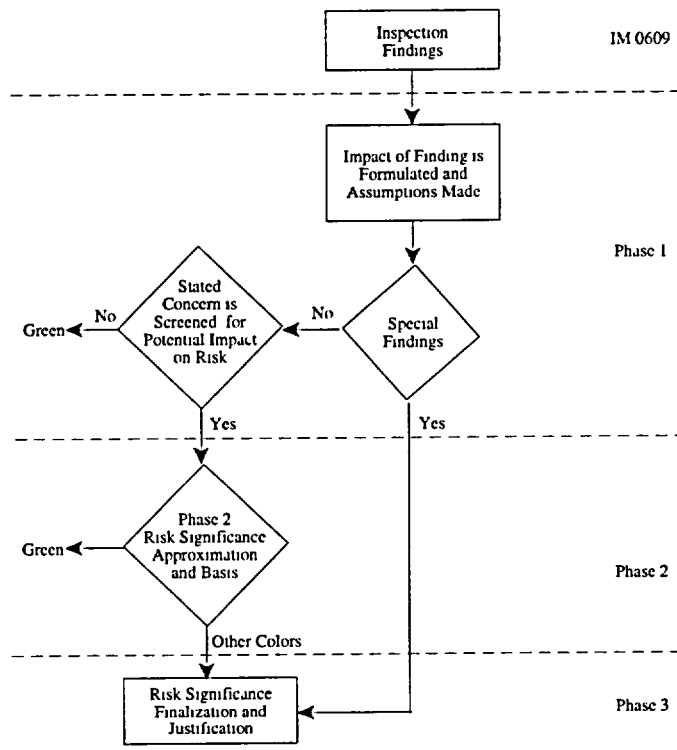 Inspection
Findings
IM 0609
Impact of Finding is
Formulated and
Assumptions Made
Phase 1
Stated
Concern is
Screened for
Potential Impact
on Risk
No
Green
No
Special
Findings
Yes
Yes
Phase 2
Risk Significance
Approximation
and Basis
Green
Phase 2
Other Colors
Risk Significance
Finalization and
Justification
Phase 3